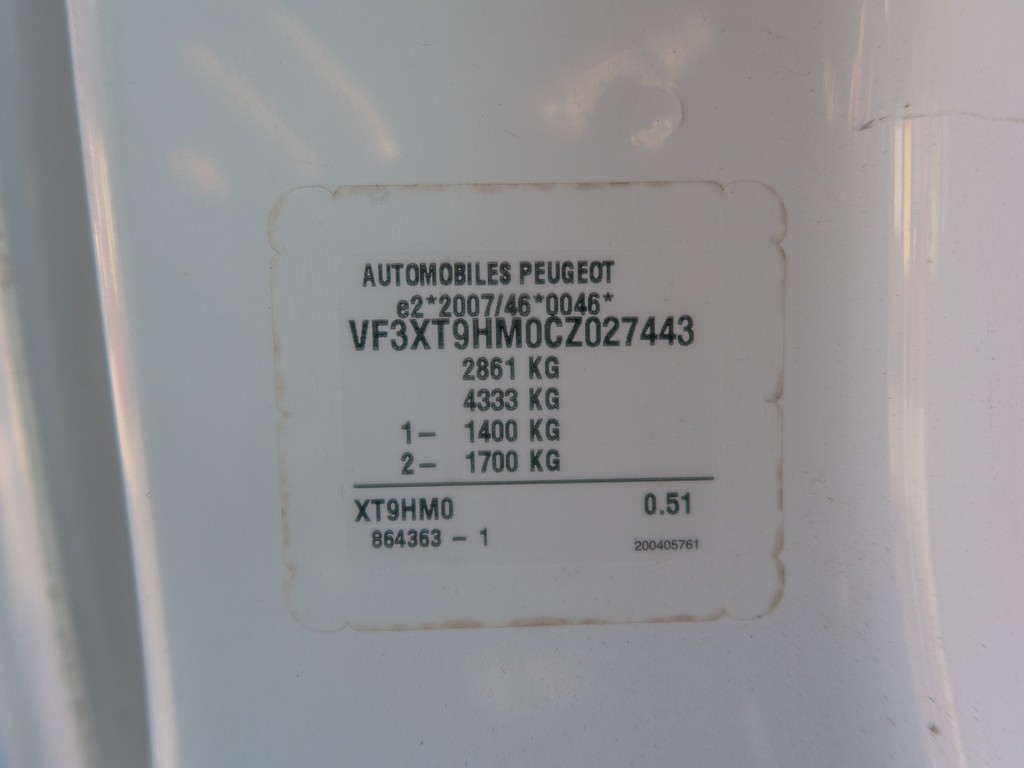 AUTOMOBILES PEUGEOT
e2*2007/46*0046*
VF3XT9HM0CZ027443
2861 KG
4333 KG
1- 1400 KG
2- 1700 KG
XT9HM0 0.51
864363 - 1 200405761